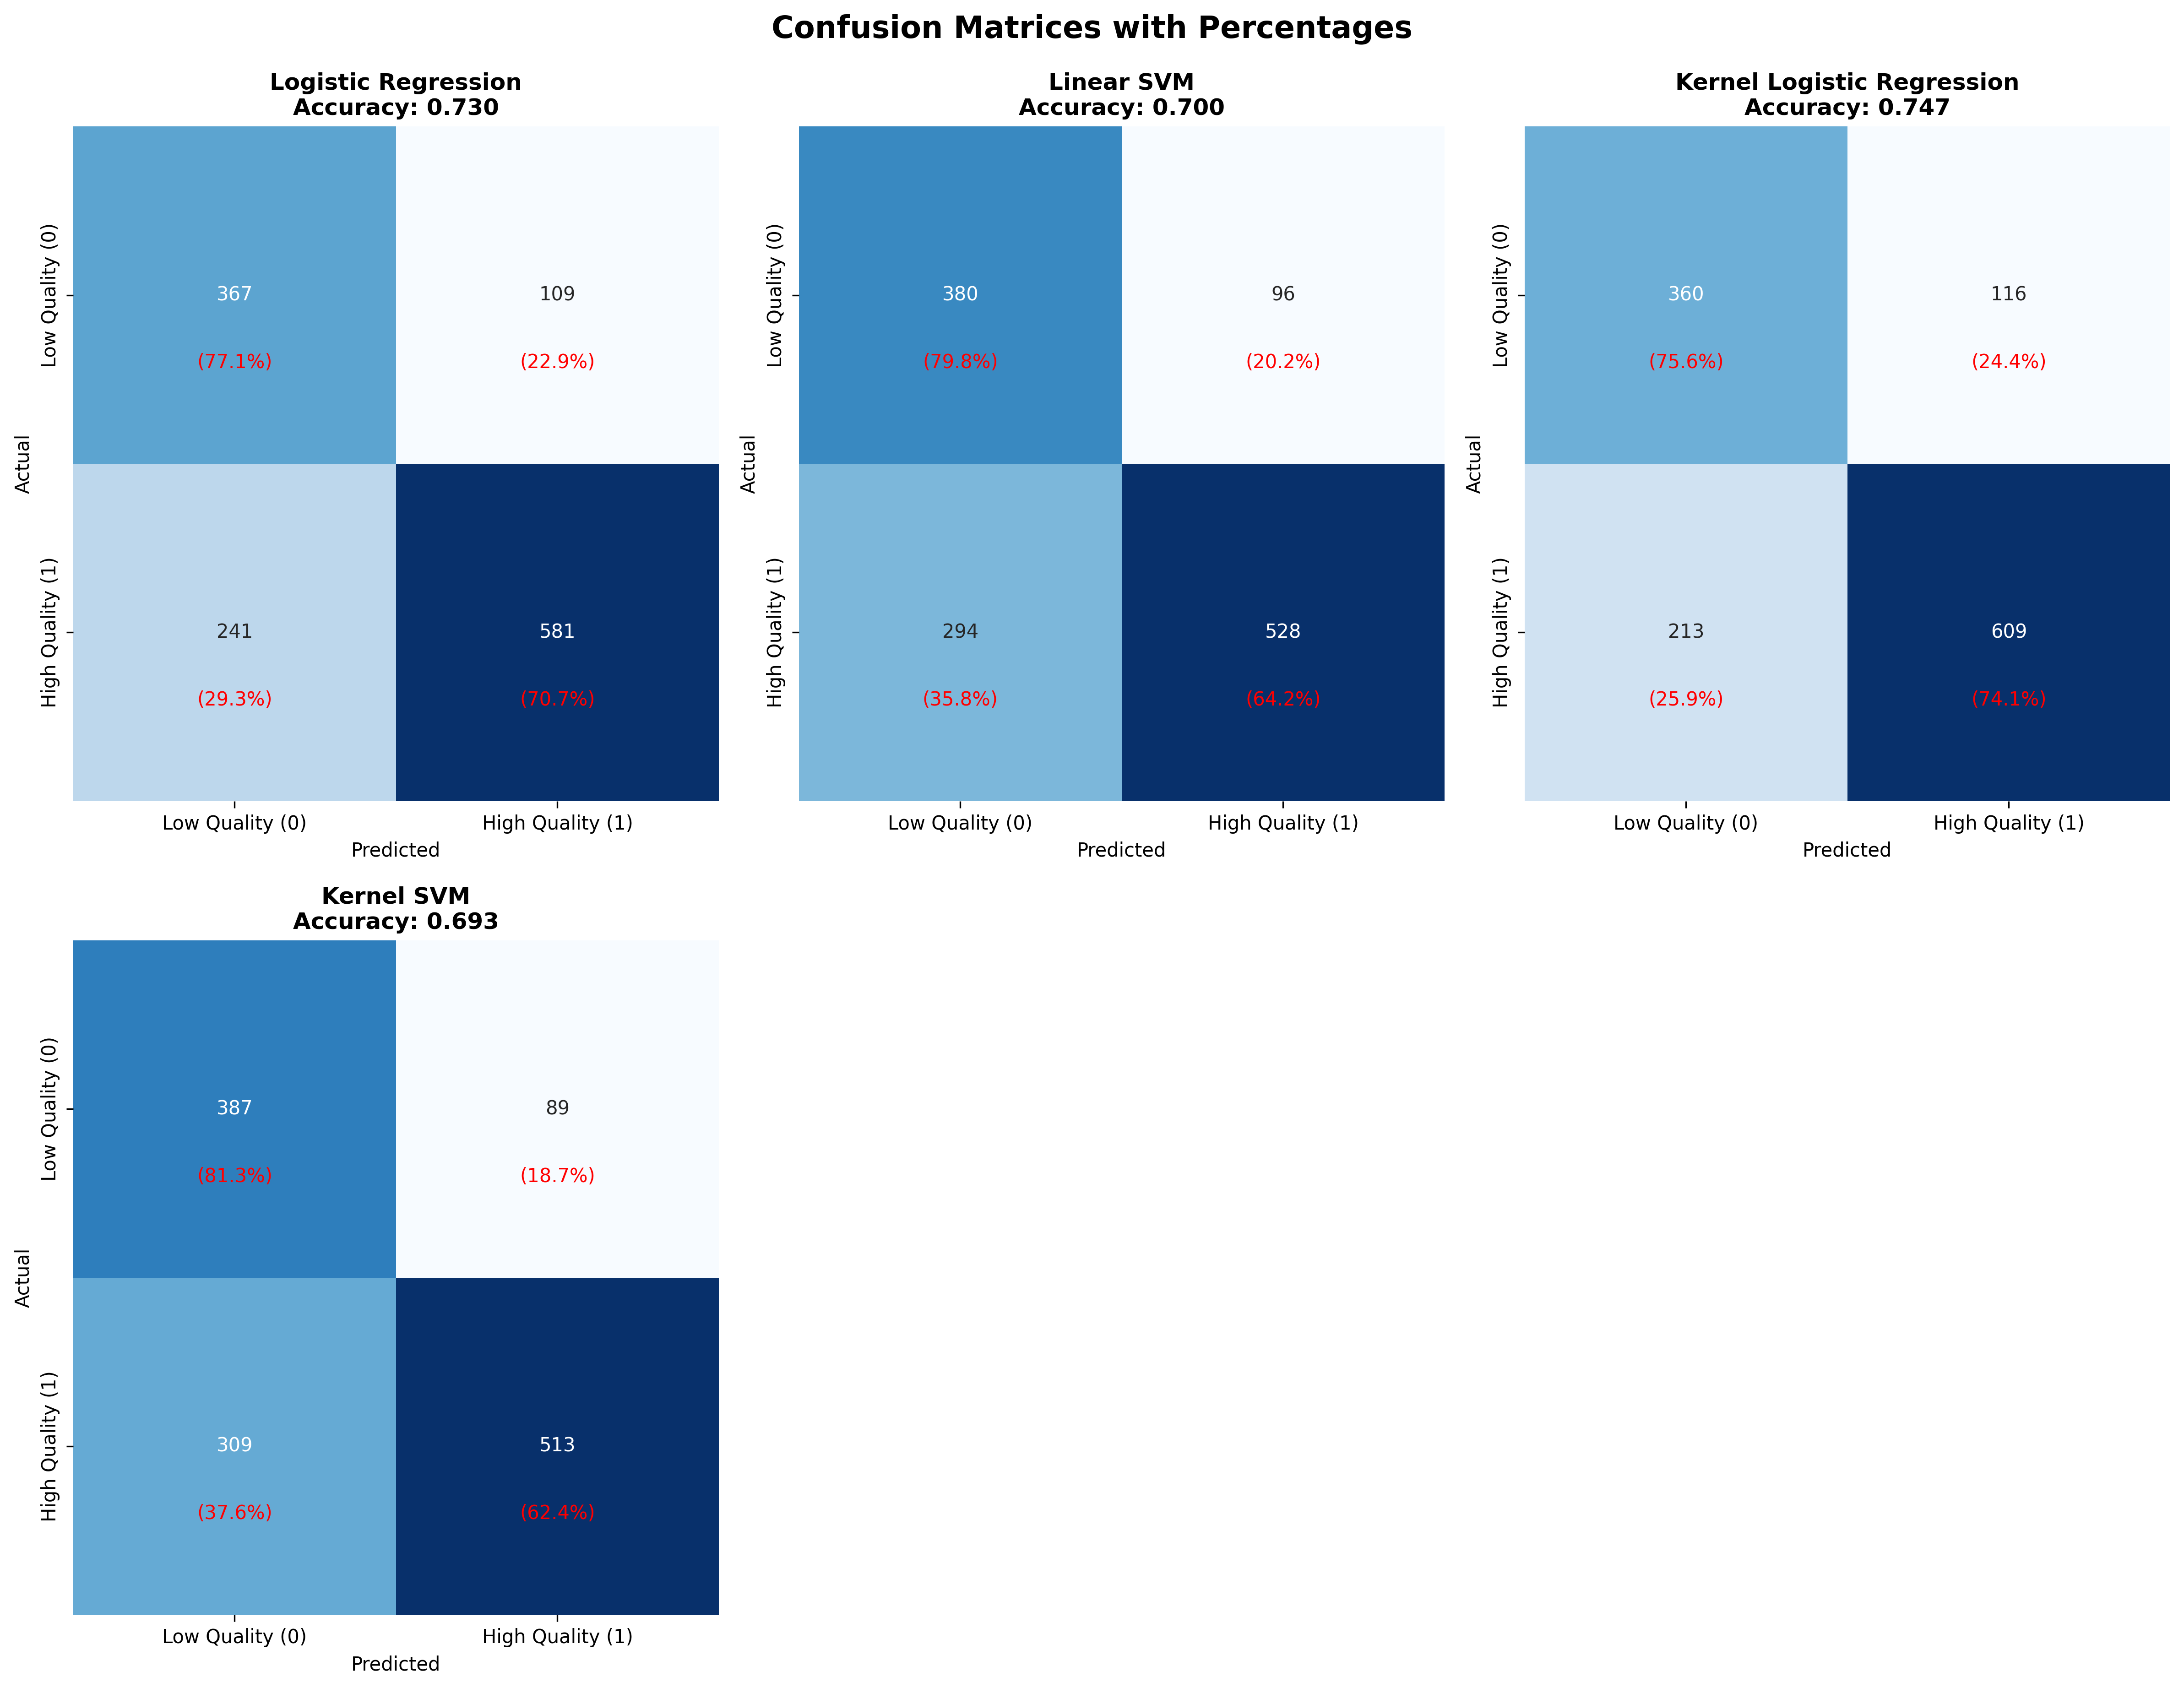 Confusion Matrices with Percentages
Logistic Regression
Accuracy: 0.730
Low Quality (0)
High Quality (1)
Actual
367
109
(77.1%)
(22.9%)
241
581
(29.3%)
(70.7%)
Low Quality (0)
High Quality (1)
Predicted
Linear SVM
Accuracy: 0.700
Low Quality (0)
High Quality (1)
Actual
380
96
(79.8%)
(20.2%)
294
528
(35.8%)
(64.2%)
Low Quality (0)
High Quality (1)
Predicted
Kernel Logistic Regression
Accuracy: 0.747
Low Quality (0)
High Quality (1)
Actual
360
116
(75.6%)
(24.4%)
213
609
(25.9%)
(74.1%)
Low Quality (0)
High Quality (1)
Predicted
Kernel SVM
Accuracy: 0.693
Low Quality (0)
High Quality (1)
Actual
387
89
(81.3%)
(18.7%)
309
513
(37.6%)
(62.4%)
Low Quality (0)
High Quality (1)
Predicted